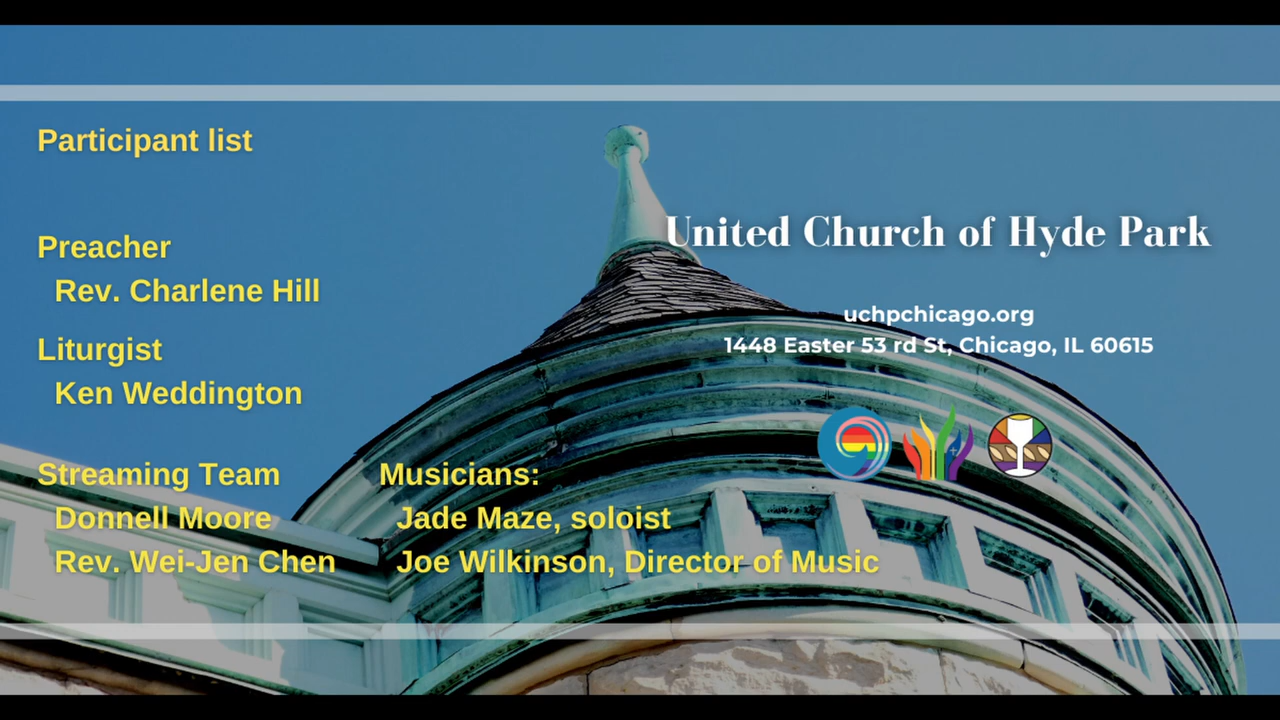 Participant list
Preacher
Rev. Charlene Hill
Liturgist
Ken Weddington
Streaming Team
Donnell Moore
Rev. Wei-Jen Chen
Musicians:
Jade Maze, soloist
Joe Wilkinson, Director of Music
United Church of Hyde Park
uchpchicago.org
1448 Easter 53 rd St, Chicago, IL 60615